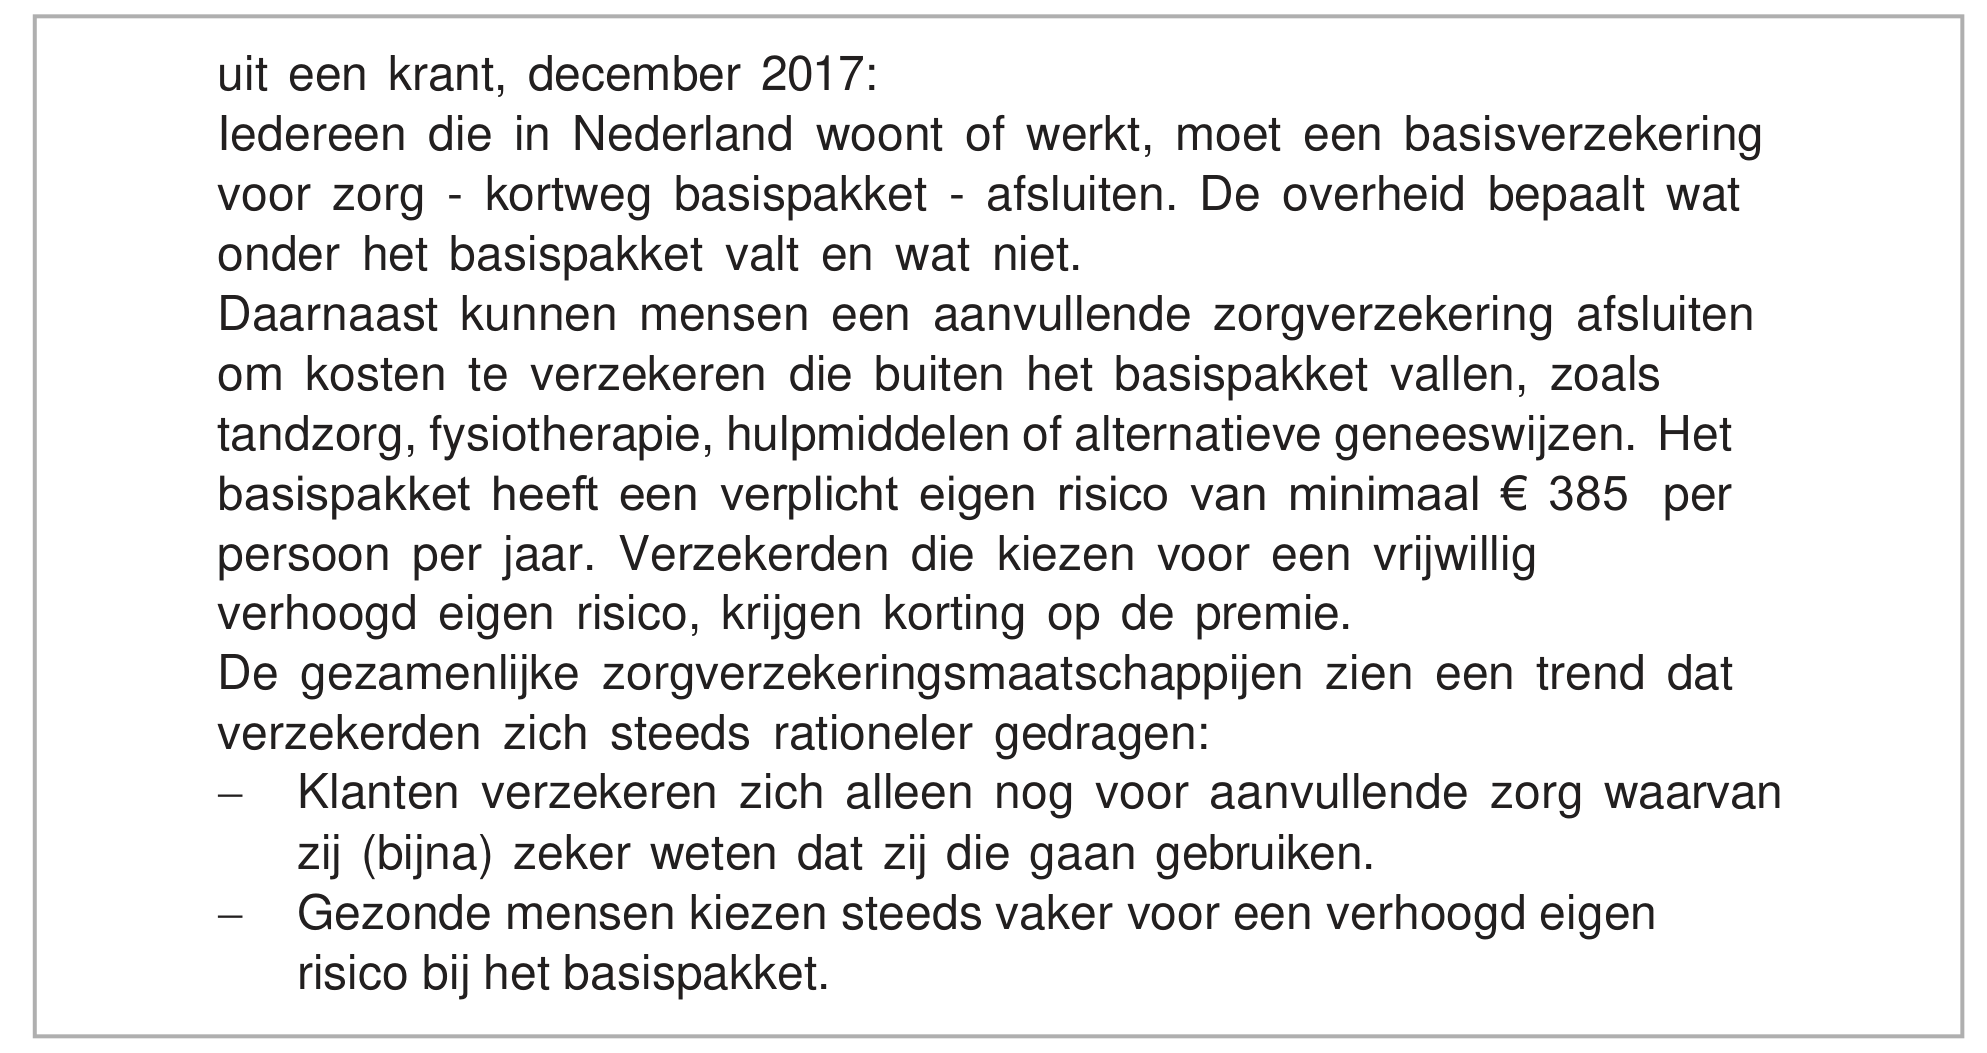 uit een krant, december 2017:
Iedereen die in Nederland woont of werkt, moet een basisverzekering
voor zorg - kortweg basispakket - afsluiten. De overheid bepaalt wat
onder het basispakket valt en wat niet.
Daarnaast kunnen mensen een aanvullende zorgverzekering afsluiten
om kosten te verzekeren die buiten het basispakket vallen, zoals
tandzorg, fysiotherapie, hulpmiddelen of alternatieve geneeswijzen. Het
basispakket heeft een verplicht eigen risico van minimaal € 385 per
persoon per jaar. Verzekerden die kiezen voor een vrijwillig
verhoogd eigen risico, krijgen korting op de premie.
De gezamenlijke zorgverzekeringsmaatschappijen zien een trend dat
verzekerden zich steeds rationeler gedragen:
– Klanten verzekeren zich alleen nog voor aanvullende zorg waarvan
zij (bijna) zeker weten dat zij die gaan gebruiken.
– Gezonde mensen kiezen steeds vaker voor een verhoogd eigen
risico bij het basispakket.